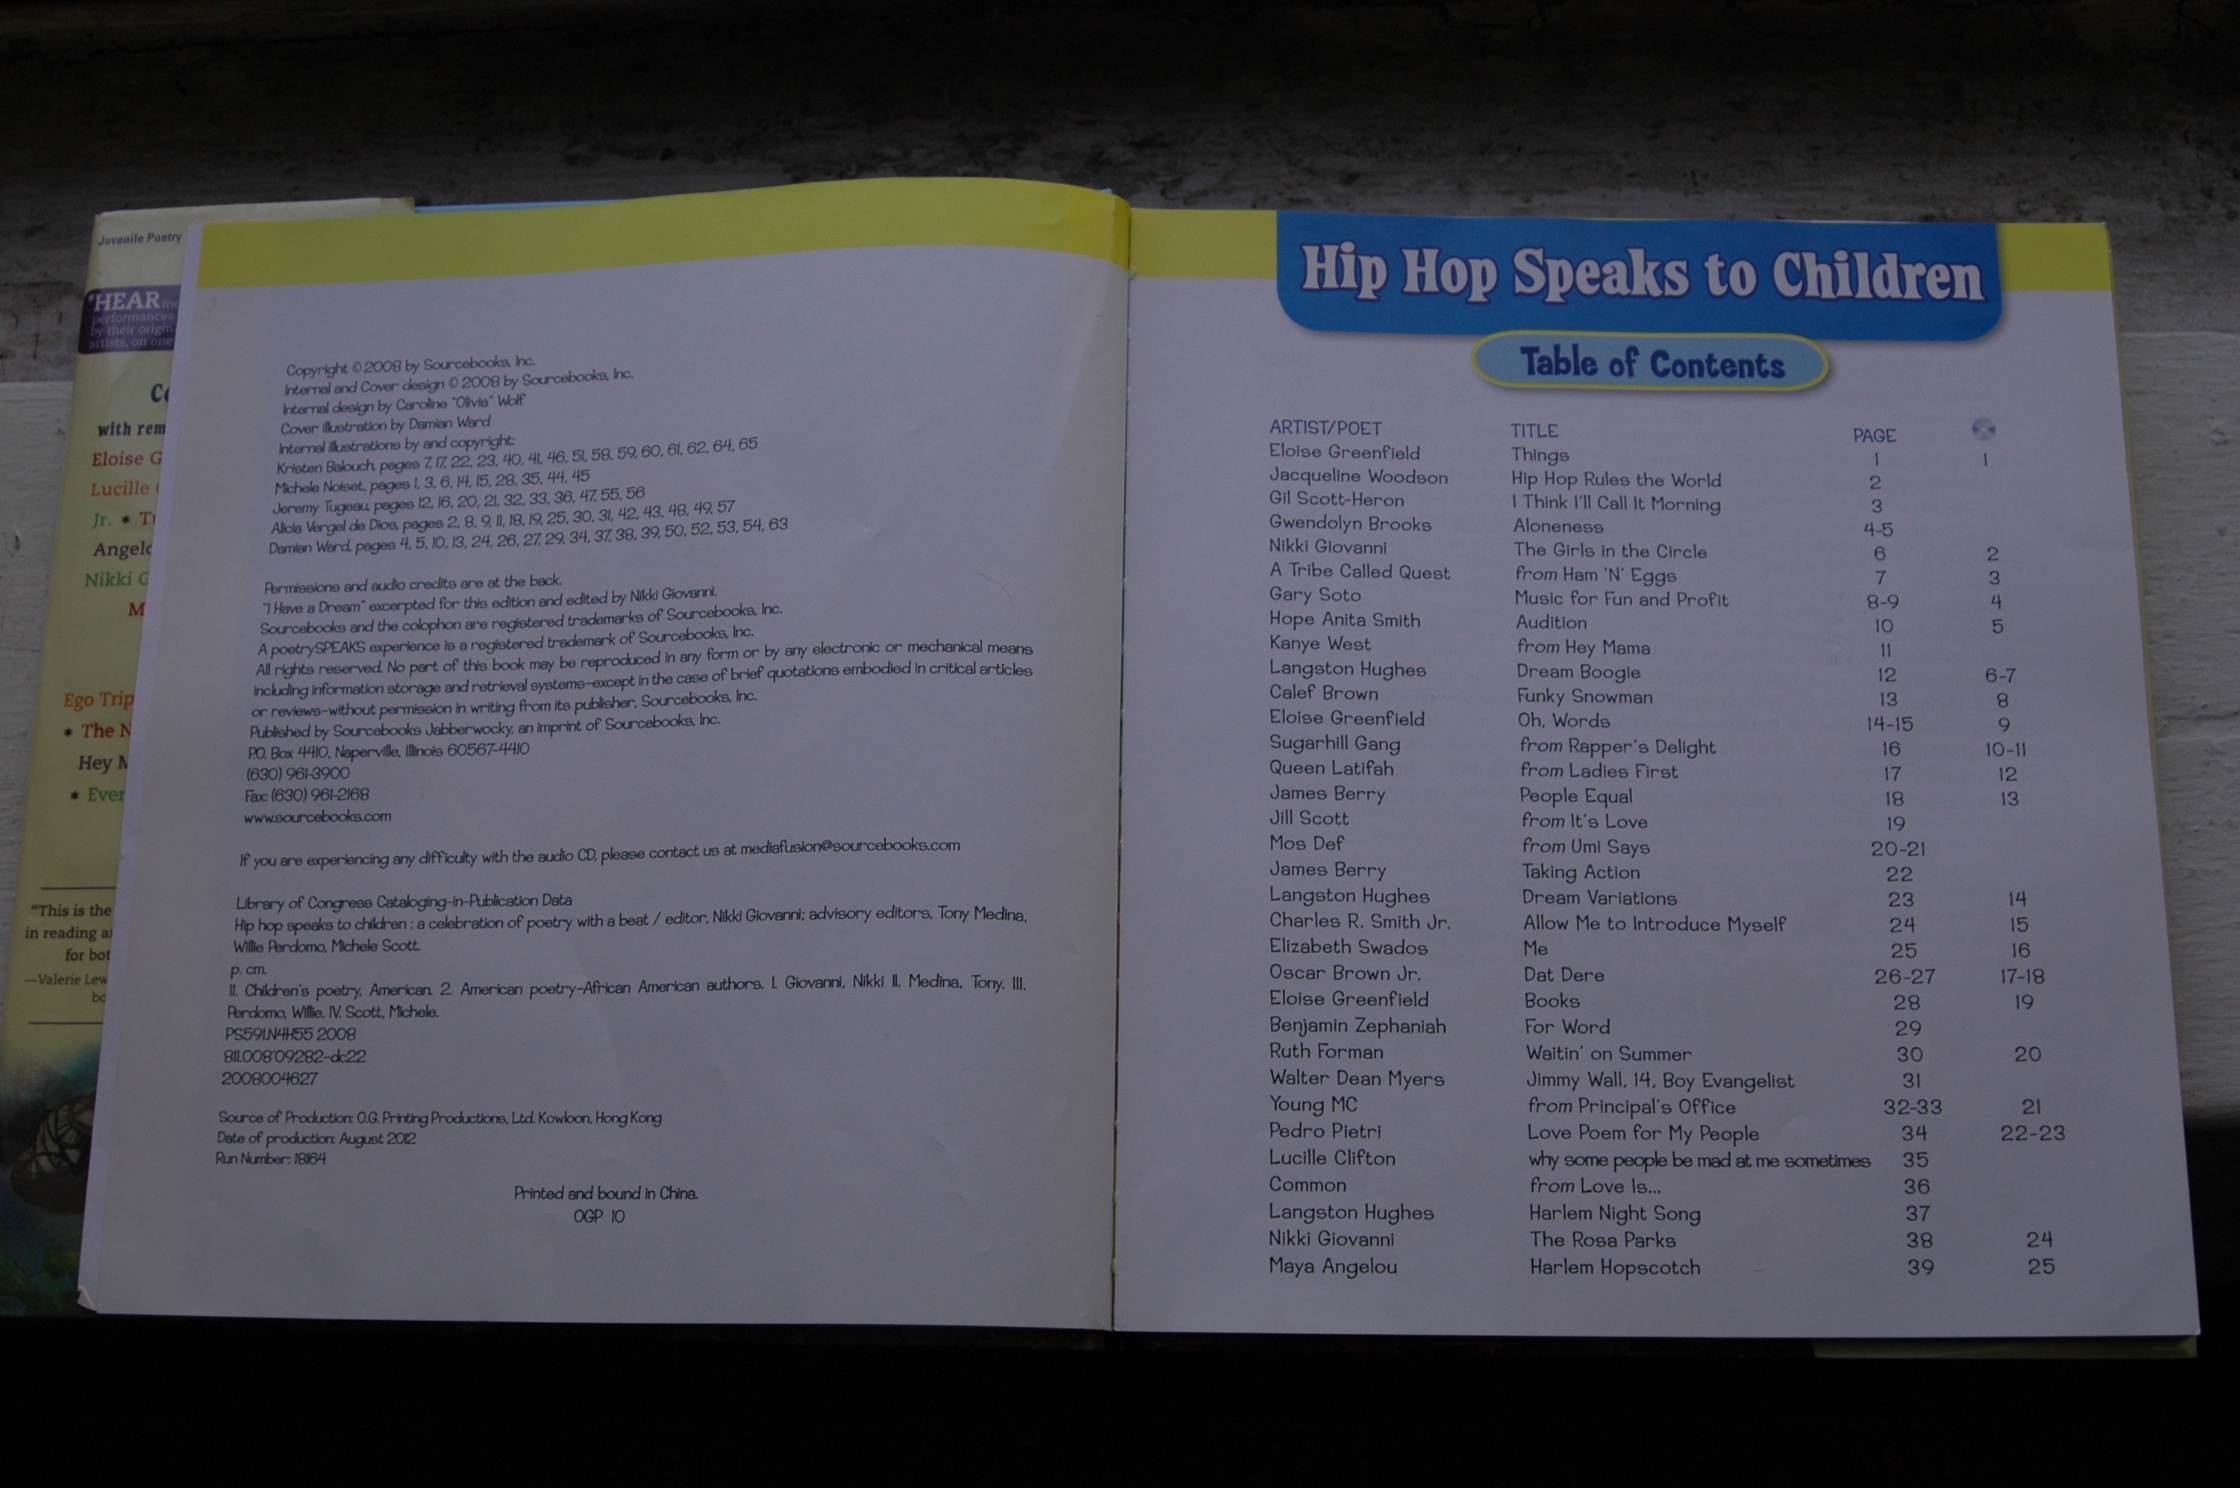 Juvenile Poetry
"HEAR
performances
by their origin
artists, on one
with rem
Eloise G
Lucille
Jr. *
Angelo
Nikki G
M
Ego Trip
* The N
Hey M
* Ever
"This is the
in reading
for bot
—Valerie Lew
Copyright © 2008 by Sourcebooks, Inc.
Internal and Cover design © 2008 by Sourcebooks, Inc.
Internal design by Caroline "Olivia" Wolf
Cover illustration by Damian Ward
Internal illustrations by and copyright:
Kristen Balouch, pages 7, 17, 22, 23, 40, 41, 46, 51, 58, 59, 60, 61, 62, 64, 65
Michele Noiset, pages 1, 3, 6, 14, 15, 28, 35, 44, 45
Jeremy Tugeau, pages 12, 16, 20, 21, 32, 33, 36, 47, 55, 56
Alicia Vergel de Dios, pages 2, 8, 9, 11, 18, 19, 25, 30, 31, 42, 43, 48, 49, 57
Damian Ward, pages 4, 5, 10, 13, 24, 26, 27, 29, 34, 37, 38, 39, 50, 52, 53, 54, 63
Permissions and audio credits are at the back.
"I Have a Dream" excerpted for this edition and edited by Nikki Giovanni.
Sourcebooks and the colophon are registered trademarks of Sourcebooks, Inc.
A poetrySPEAKS experience is a registered trademark of Sourcebooks, Inc.
All rights reserved. No part of this book may be reproduced in any form or by any electronic or mechanical means
including information storage and retrieval systems—except in the case of brief quotations embodied in critical articles
or reviews—without permission in writing from its publisher, Sourcebooks, Inc.
Published by Sourcebooks Jabberwocky, an imprint of Sourcebooks, Inc.
P.O. Box 4410, Naperville, Illinois 60567-4410
(630) 961-3900
Fax: (630) 961-2168
www.sourcebooks.com
If you are experiencing any difficulty with the audio CD, please contact us at mediafusion@sourcebooks.com
Library of Congress Cataloging-in-Publication Data
Hip hop speaks to children : a celebration of poetry with a beat / editor, Nikki Giovanni; advisory editors, Tony Medina,
Willie Perdomo, Michele Scott.
p. cm.
1. Children's poetry, American. 2. American poetry-African American authors. I. Giovanni, Nikki II. Medina, Tony. III.
Perdomo, Willie. IV. Scott, Michele.
PS591.N4H55 2008
811.008'09282-dc22
2008004627
Source of Production: O.G. Printing Productions, Ltd. Kowloon, Hong Kong
Date of production: August 2012
Run Number: 18164
Printed and bound in China.
OGP 10
Hip Hop Speaks to Children
Table of Contents
ARTIST/POET TITLE PAGE
Eloise Greenfield Things 1 1
Jacqueline Woodson Hip Hop Rules the World 2
Gil Scott-Heron I Think I'll Call It Morning 3
Gwendolyn Brooks Aloneness 4-5
Nikki Giovanni The Girls in the Circle 6 2
A Tribe Called Quest from Ham 'N' Eggs 7 3
Gary Soto Music for Fun and Profit 8-9 4
Hope Anita Smith Audition 10 5
Kanye West from Hey Mama 11
Langston Hughes Dream Boogie 12 6-7
Calef Brown Funky Snowman 13 8
Eloise Greenfield Oh, Words 14-15 9
Sugarhill Gang from Rapper's Delight 16 10-11
Queen Latifah from Ladies First 17 12
James Berry People Equal 18 13
Jill Scott from It's Love 19
Mos Def from Umi Says 20-21
James Berry Taking Action 22
Langston Hughes Dream Variations 23 14
Charles R. Smith Jr. Allow Me to Introduce Myself 24 15
Elizabeth Swados Me 25 16
Oscar Brown Jr. Dat Dere 26-27 17-18
Eloise Greenfield Books 28 19
Benjamin Zephaniah For Word 29
Ruth Forman Waitin' on Summer 30 20
Walter Dean Myers Jimmy Wall, 14, Boy Evangelist 31
Young MC from Principal's Office 32-33 21
Pedro Pietri Love Poem for My People 34 22-23
Lucille Clifton why some people be mad at me sometimes 35
Common from Love Is... 36
Langston Hughes Harlem Night Song 37
Nikki Giovanni The Rosa Parks 38 24
Maya Angelou Harlem Hopscotch 39 25